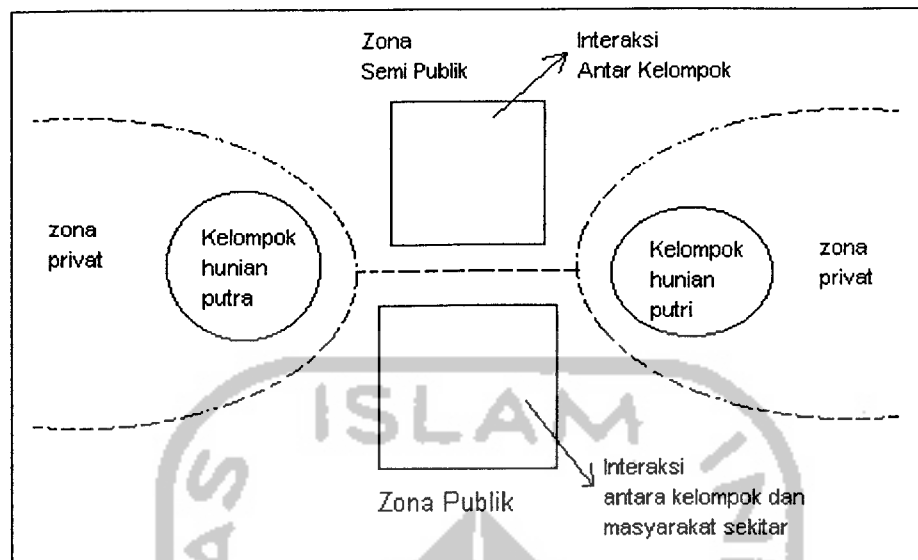 Zona
Semi Publik
Interaksi
Antar Kelompok
zona
privat
Kelompok
hunian
putra
Kelompok
hunian
putri
zona
privat
Interaksi
antara kelompok dan
masyarakat sekitar
Zona Publik
ISLAM